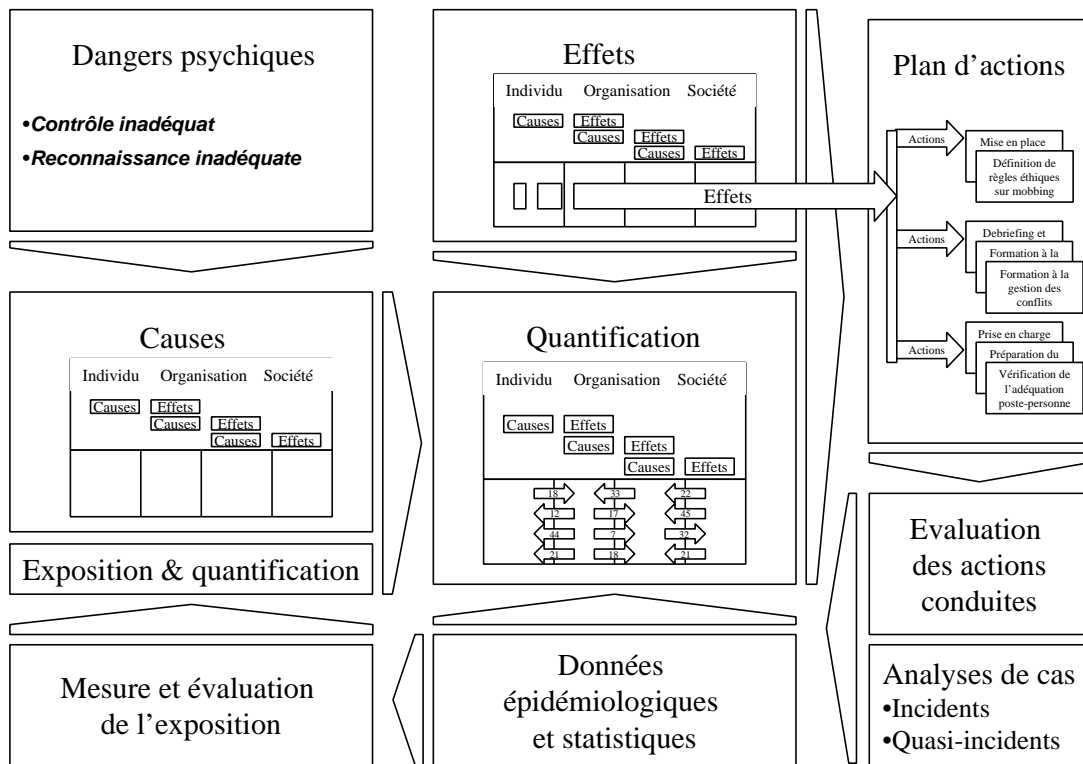 Dangers psychiques
•Contrôle inadéquat
•Reconnaissance inadéquate
Effets
Individu Organisation Société
Causes Effets
Causes Effets
Causes Effets
Effets
Plan d’actions
Actions
Mise en place
Définition de
règles éthiques
sur mobbing
Actions
Debriefing et
Formation à la
Formation à la
gestion des
conflits
Actions
Prise en charge
Préparation du
Vérification de
l’adéquation
poste-personne
Causes
Individu Organisation Société
Causes Effets
Causes Effets
Causes Effets
Exposition & quantification
Quantification
Individu Organisation Société
Causes Effets
Causes Effets
Causes Effets
18 33 22
12 17 45
44 7 32
21 18 21
Evaluation
des actions
conduites
Mesure et évaluation
de l’exposition
Données
épidémiologiques
et statistiques
Analyses de cas
•Incidents
•Quasi-incidents